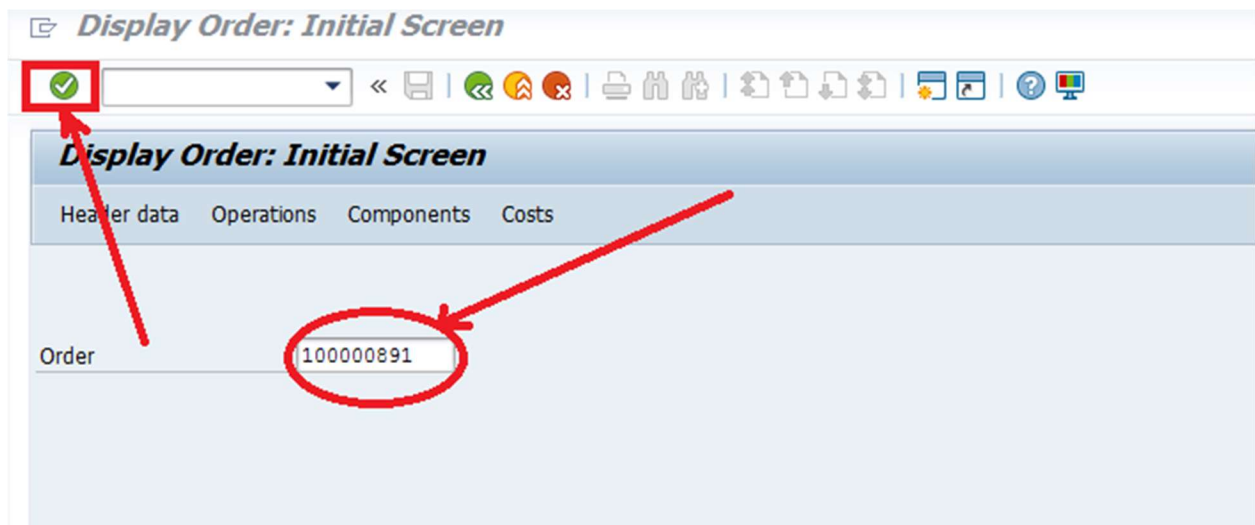 Display Order: Initial Screen
Display Order: Initial Screen
Header data Operations Components Costs
Order 100000891